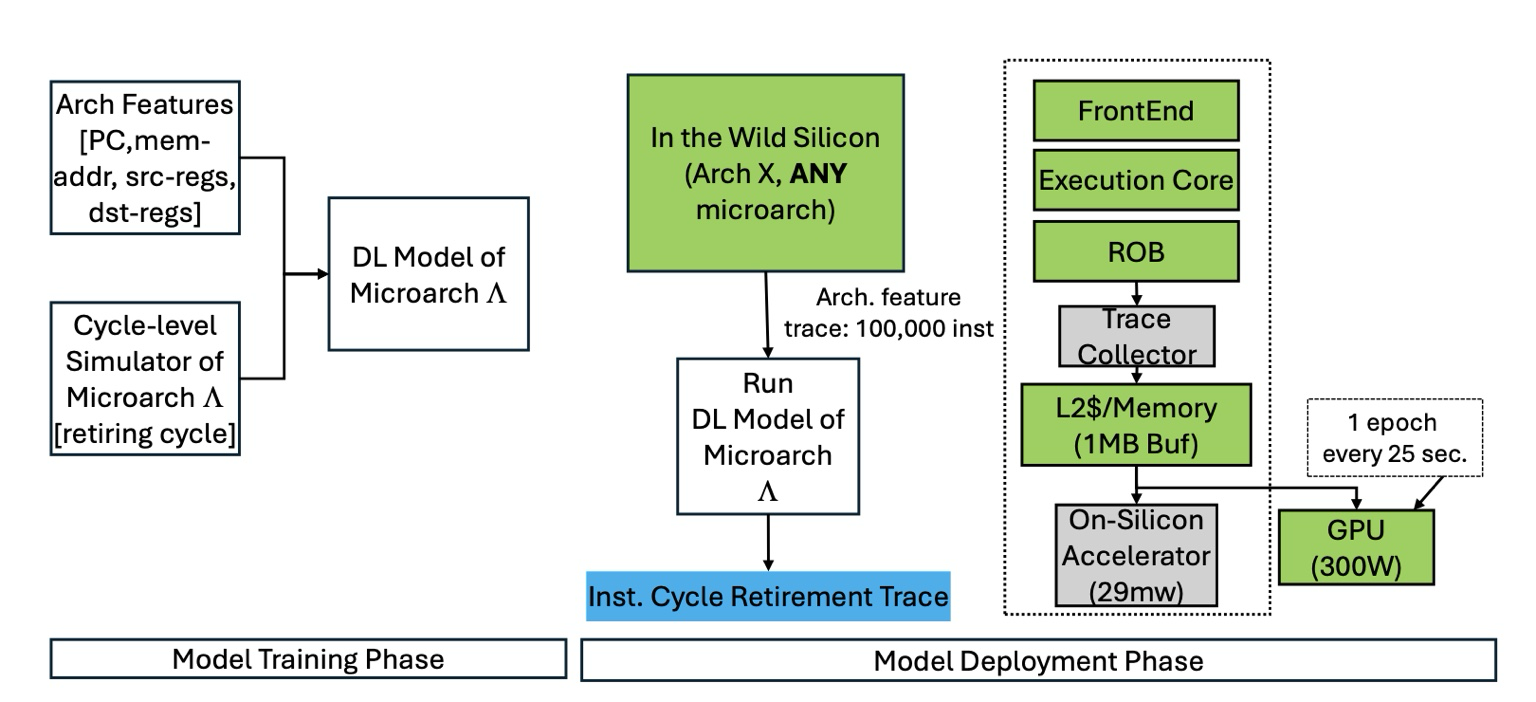 Arch Features
[PC,mem-
addr, src-regs,
dst-regs]
Cycle-level
Simulator of
Microarch Λ
[retiring cycle]
DL Model of
Microarch Λ
Model Training Phase
In the Wild Silicon
(Arch X, ANY
microarch)
Arch. feature
trace: 100,000 inst
Run
DL Model of
Microarch
Λ
Inst. Cycle Retirement Trace
FrontEnd
Execution Core
ROB
Trace
Collector
L2$/Memory
(1MB Buf)
On-Silicon
Accelerator
(29mw)
1 epoch
every 25 sec.
GPU
(300W)
Model Deployment Phase